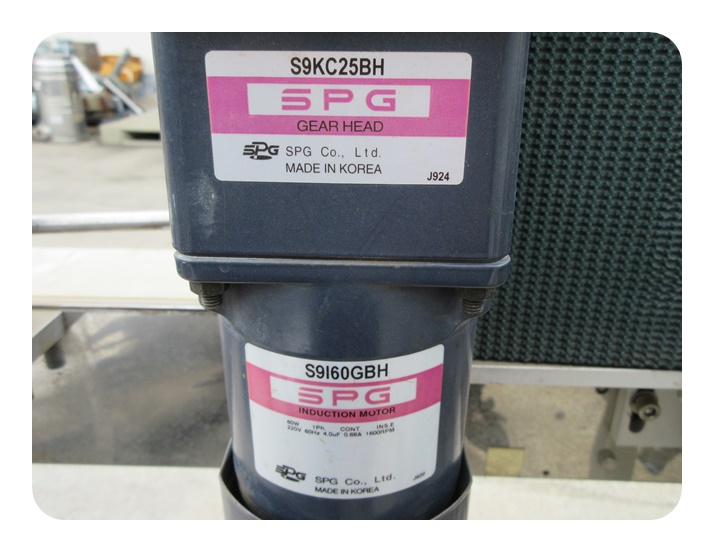 S9KC25BH
SPG
GEAR HEAD
SPG SPG Co., Ltd.
MADE IN KOREA
J924
S9I60GBH
SPG
INDUCTION MOTOR
60W 1Ph. CONT INS.E
220V 60Hz 4.0uF 0.66A 1600RPM
SPG SPG Co., Ltd.
MADE IN KOREA